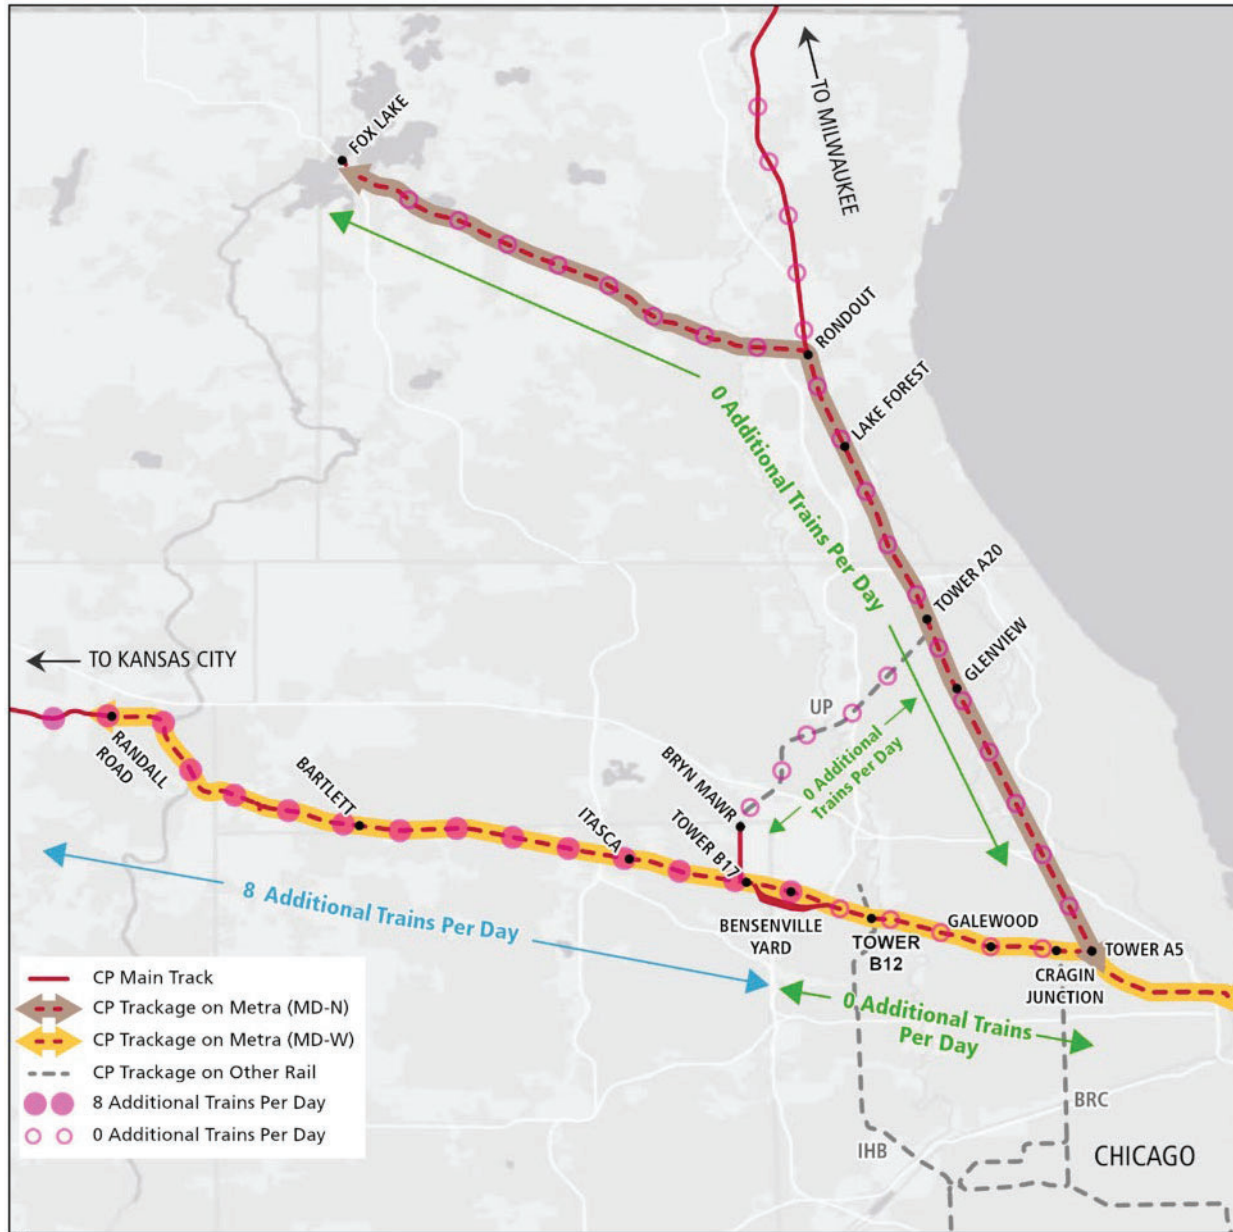 FOX LAKE
TO MILWAUKEE
RONDOUT
LAKE FOREST
0 Additional Trains Per Day
TOWER A20
GLENVIEW
TO KANSAS CITY
UP
0 Additional
Trains Per Day
RANDALL
ROAD
BARTLETT
ITASCA
BRYN MAWR
TOWER B17
8 Additional Trains Per Day
BENSENVILLE
YARD
TOWER
B12
GALEWOOD
CRAGIN
JUNCTION
TOWER A5
0 Additional Trains
Per Day
CP Main Track
CP Trackage on Metra (MD-N)
CP Trackage on Metra (MD-W)
CP Trackage on Other Rail
8 Additional Trains Per Day
0 Additional Trains Per Day
IHB
BRC
CHICAGO